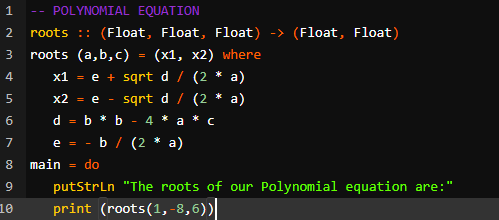 1 -- POLYNOMIAL EQUATION
2 roots :: (Float, Float, Float) -> (Float, Float)
3 roots (a,b,c) = (x1, x2) where
4    x1 = e + sqrt d / (2 * a)
5    x2 = e - sqrt d / (2 * a)
6    d = b * b - 4 * a * c
7    e = - b / (2 * a)
8 main = do
9    putStrLn "The roots of our Polynomial equation are:"
10    print (roots(1,-8,6))